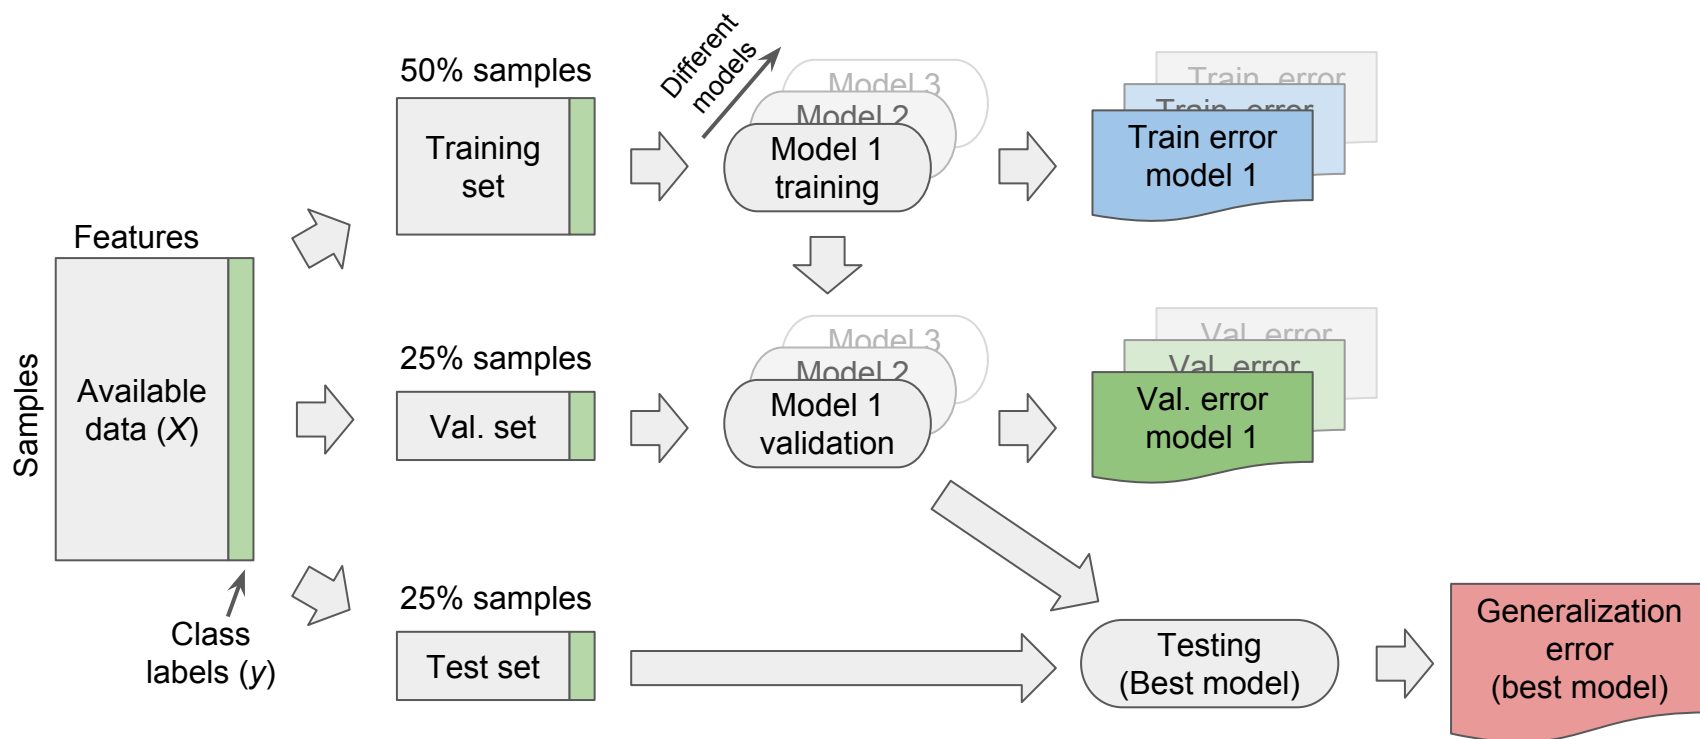 50% samples
Training
set
Different
models
Model 3
Model 2
Model 1
training
Train. error
Train. error
Train error
model 1
Features
Samples
Available
data (X)
Class
labels (y)
25% samples
Val. set
Model 3
Model 2
Model 1
validation
Val. error
Val. error
Val. error
model 1
25% samples
Test set
Testing
(Best model)
Generalization
error
(best model)